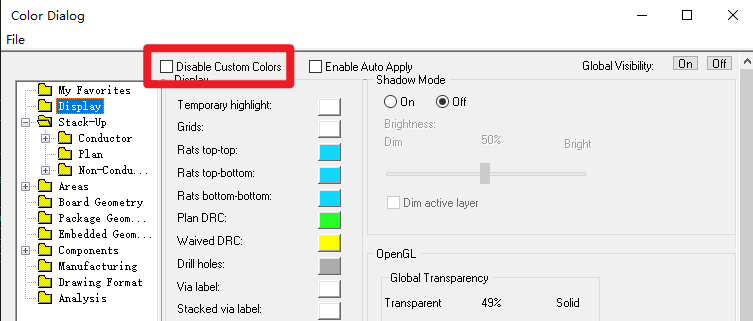 Color Dialog
File
Disable Custom Colors
Enable Auto Apply
Global Visibility:
On
Off
My Favorites
Display
Stack-Up
Conductor
Plan
Non-Condu...
Areas
Board Geometry
Package Geom...
Embedded Geom...
Components
Manufacturing
Drawing Format
Analysis
Display
Temporary highlight:
Grids:
Rats top-top:
Rats top-bottom:
Rats bottom-bottom:
Plan DRC:
Waived DRC:
Drill holes:
Via label:
Stacked via label:
Shadow Mode
On
Off
Brightness:
Dim
50%
Bright
Dim active layer
OpenGL
Global Transparency
Transparent
49%
Solid